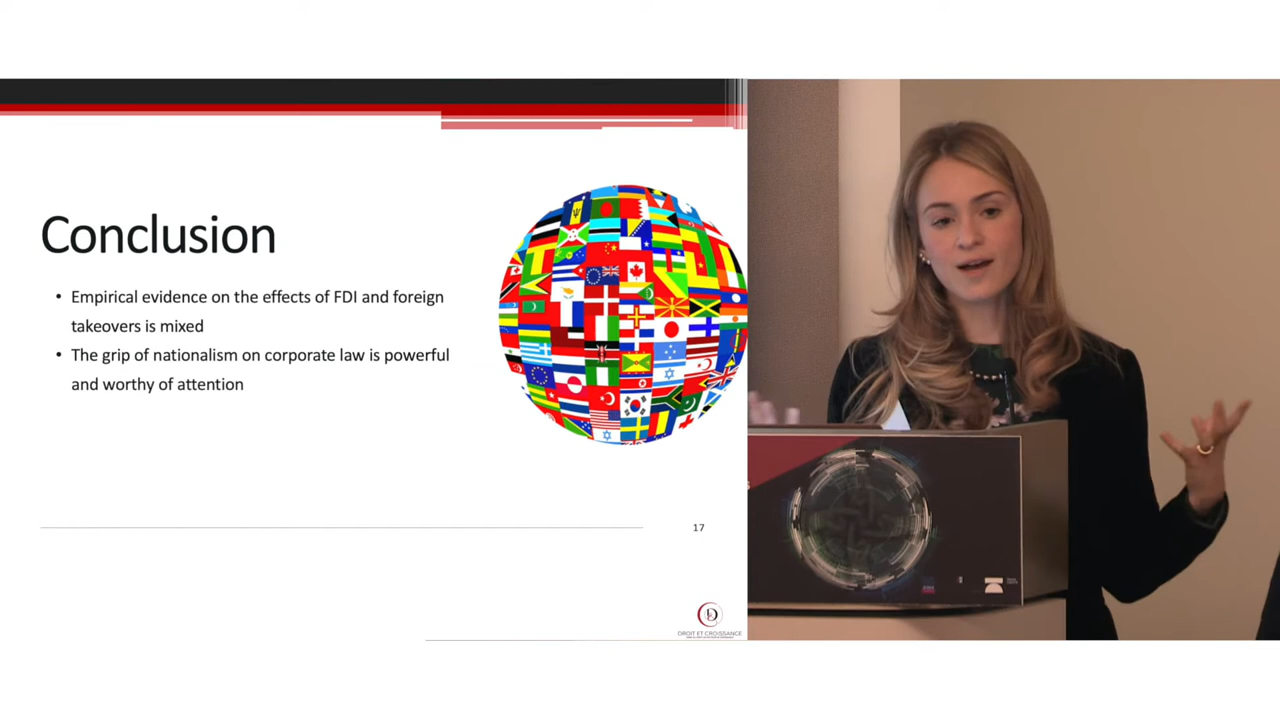 Conclusion
• Empirical evidence on the effects of FDI and foreign
takeovers is mixed
• The grip of nationalism on corporate law is powerful
and worthy of attention
17
DROIT ET CROISSANCE